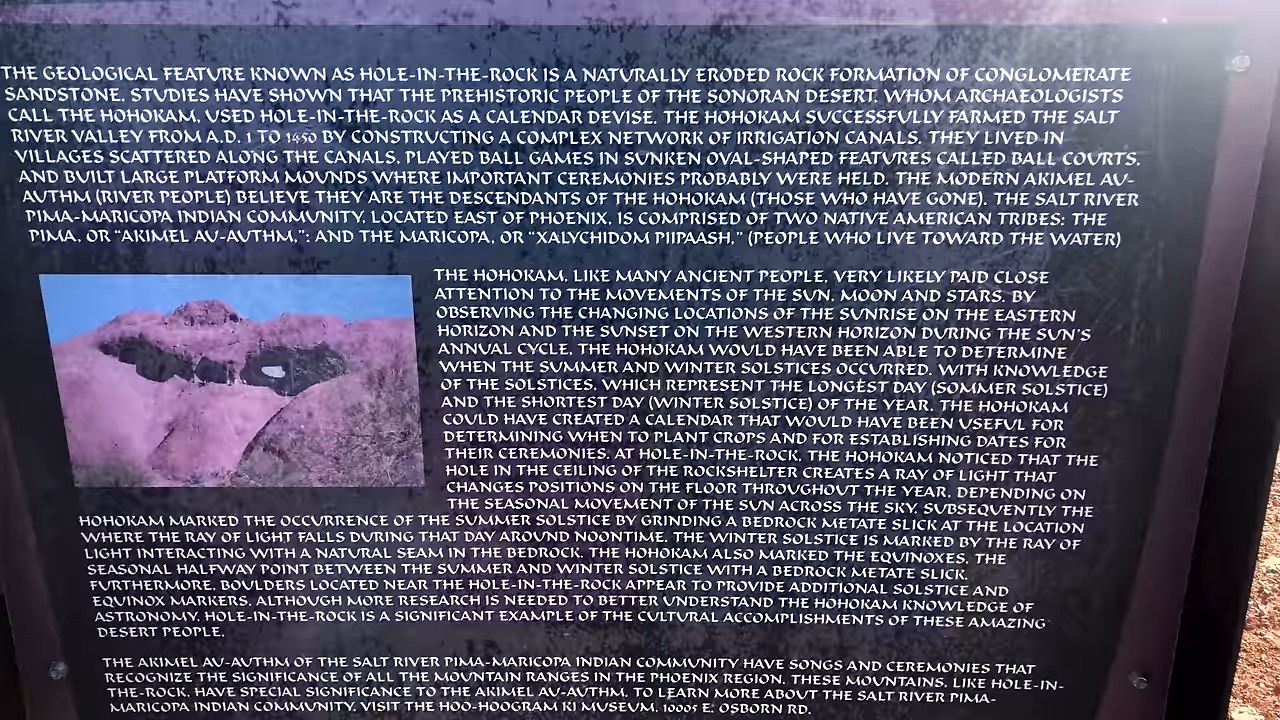 THE GEOLOGICAL FEATURE KNOWN AS HOLE-IN-THE-ROCK IS A NATURALLY ERODED ROCK FORMATION OF CONGLOMERATE
SANDSTONE. STUDIES HAVE SHOWN THAT THE PREHISTORIC PEOPLE OF THE SONORAN DESERT, WHOM ARCHAEOLOGISTS
CALL THE HOHOKAM, USED HOLE-IN-THE-ROCK AS A CALENDAR DEVISE. THE HOHOKAM SUCCESSFULLY FARMED THE SALT
RIVER VALLEY FROM A.D. 1 TO 1450 BY CONSTRUCTING A COMPLEX NETWORK OF IRRIGATION CANALS. THEY LIVED IN
VILLAGES SCATTERED ALONG THE CANALS, PLAYED BALL GAMES IN SUNKEN OVAL-SHAPED FEATURES CALLED BALL COURTS,
AND BUILT LARGE PLATFORM MOUNDS WHERE IMPORTANT CEREMONIES PROBABLY WERE HELD. THE MODERN AKIMEL AU-
AUTHM (RIVER PEOPLE) BELIEVE THEY ARE THE DESCENDANTS OF THE HOHOKAM (THOSE WHO HAVE GONE). THE SALT RIVER
PIMA-MARICOPA INDIAN COMMUNITY, LOCATED EAST OF PHOENIX, IS COMPRISED OF TWO NATIVE AMERICAN TRIBES: THE
PIMA, OR "AKIMEL AU-AUTHM,"; AND THE MARICOPA, OR "XALYCHIDOM PIIPAASH," (PEOPLE WHO LIVE TOWARD THE WATER)
THE HOHOKAM, LIKE MANY ANCIENT PEOPLE, VERY LIKELY PAID CLOSE
ATTENTION TO THE MOVEMENTS OF THE SUN, MOON AND STARS. BY
OBSERVING THE CHANGING LOCATIONS OF THE SUNRISE ON THE EASTERN
HORIZON AND THE SUNSET ON THE WESTERN HORIZON DURING THE SUN'S
ANNUAL CYCLE, THE HOHOKAM WOULD HAVE BEEN ABLE TO DETERMINE
WHEN THE SUMMER AND WINTER SOLSTICES OCCURRED. WITH KNOWLEDGE
OF THE SOLSTICES, WHICH REPRESENT THE LONGEST DAY (SOMMER SOLSTICE)
AND THE SHORTEST DAY (WINTER SOLSTICE) OF THE YEAR, THE HOHOKAM
COULD HAVE CREATED A CALENDAR THAT WOULD HAVE BEEN USEFUL FOR
DETERMINING WHEN TO PLANT CROPS AND FOR ESTABLISHING DATES FOR
THEIR CEREMONIES. AT HOLE-IN-THE-ROCK, THE HOHOKAM NOTICED THAT THE
HOLE IN THE CEILING OF THE ROCKSHELTER CREATES A RAY OF LIGHT THAT
CHANGES POSITIONS ON THE FLOOR THROUGHOUT THE YEAR, DEPENDING ON
THE SEASONAL MOVEMENT OF THE SUN ACROSS THE SKY. SUBSEQUENTLY THE
HOHOKAM MARKED THE OCCURRENCE OF THE SUMMER SOLSTICE BY GRINDING A BEDROCK METATE SLICK AT THE LOCATION
WHERE THE RAY OF LIGHT FALLS DURING THAT DAY AROUND NOONTIME. THE WINTER SOLSTICE IS MARKED BY THE RAY OF
LIGHT INTERACTING WITH A NATURAL SEAM IN THE BEDROCK. THE HOHOKAM ALSO MARKED THE EQUINOXES, THE
SEASONAL HALFWAY POINT BETWEEN THE SUMMER AND WINTER SOLSTICE WITH A BEDROCK METATE SLICK.
FURTHERMORE, BOULDERS LOCATED NEAR THE HOLE-IN-THE-ROCK APPEAR TO PROVIDE ADDITIONAL SOLSTICE AND
EQUINOX MARKERS. ALTHOUGH MORE RESEARCH IS NEEDED TO BETTER UNDERSTAND THE HOHOKAM KNOWLEDGE OF
ASTRONOMY, HOLE-IN-THE-ROCK IS A SIGNIFICANT EXAMPLE OF THE CULTURAL ACCOMPLISHMENTS OF THESE AMAZING
DESERT PEOPLE.
THE AKIMEL AU-AUTHM OF THE SALT RIVER PIMA-MARICOPA INDIAN COMMUNITY HAVE SONGS AND CEREMONIES THAT
RECOGNIZE THE SIGNIFICANCE OF ALL THE MOUNTAIN RANGES IN THE PHOENIX REGION. THESE MOUNTAINS, LIKE HOLE-IN-
THE-ROCK, HAVE SPECIAL SIGNIFICANCE TO THE AKIMEL AU-AUTHM. TO LEARN MORE ABOUT THE SALT RIVER PIMA-
MARICOPA INDIAN COMMUNITY, VISIT THE HOO-HOOGRAM KI MUSEUM, 10005 E. OSBORN RD.